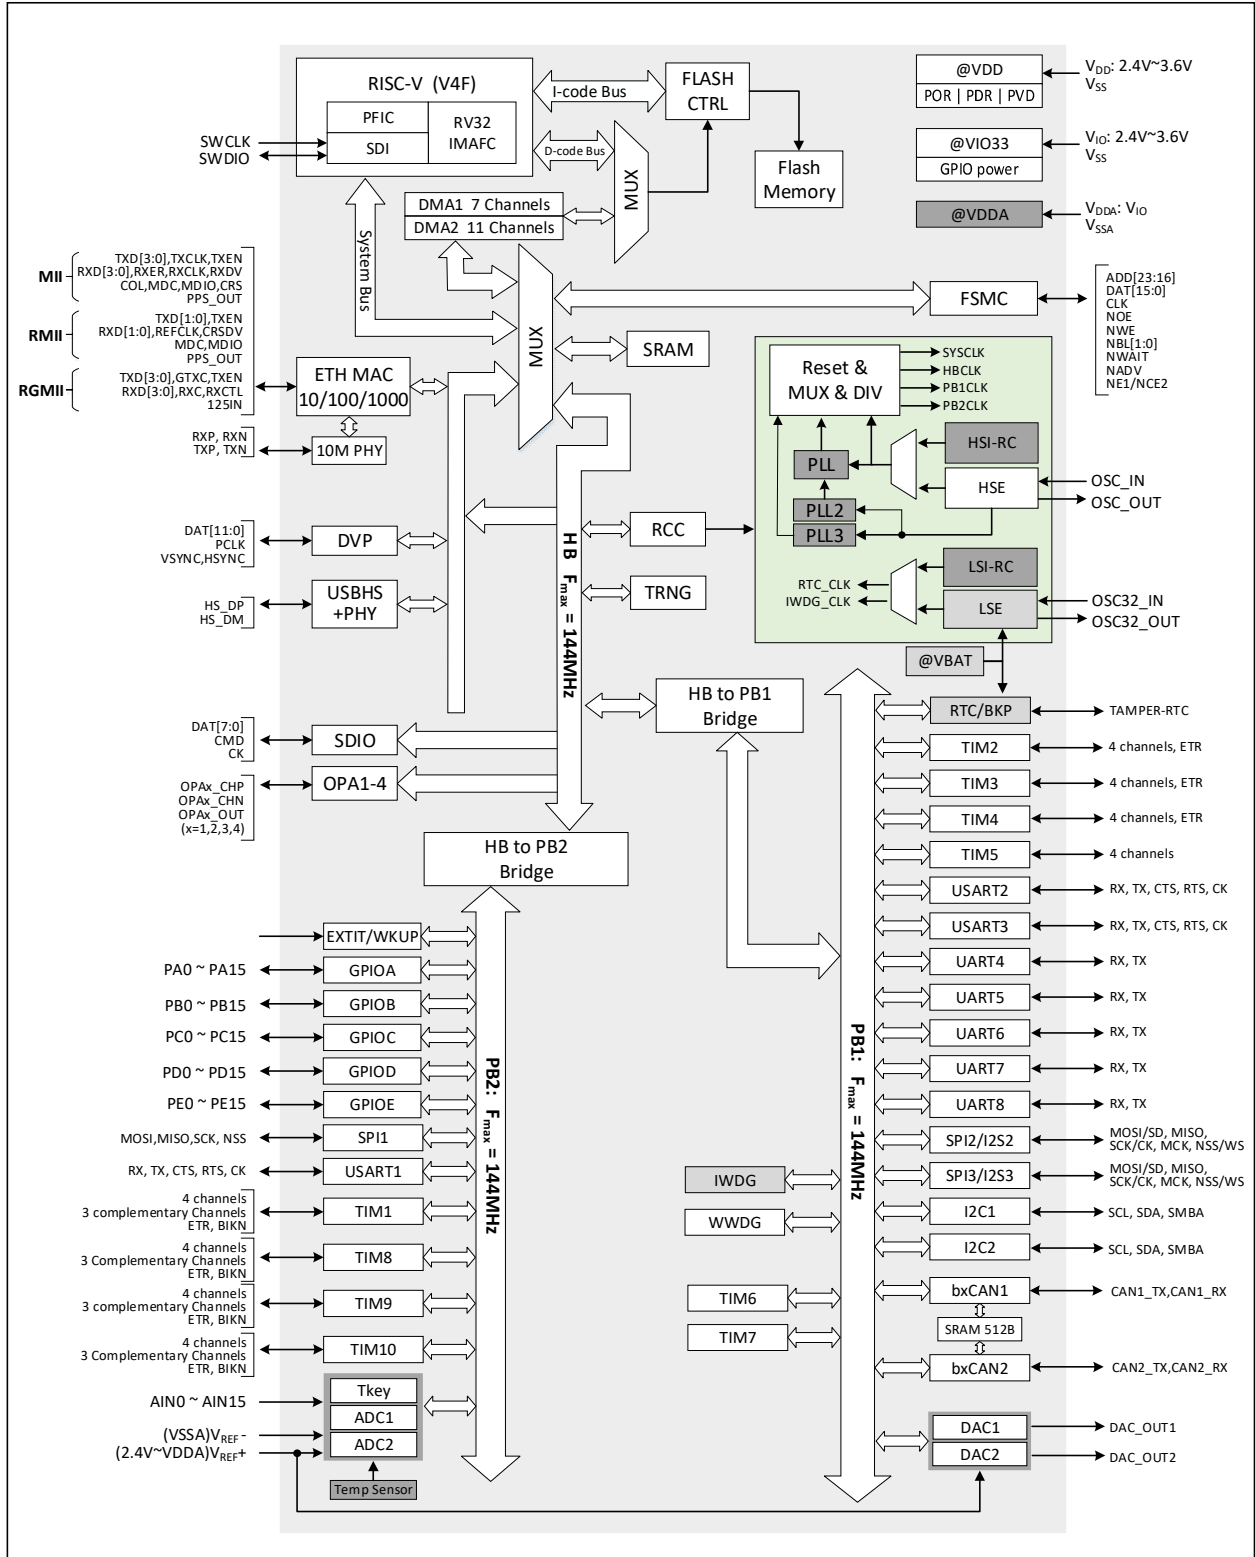 RISC-V (V4F)
PFIC
SDI
RV32
IMAFC
SWCLK
SWDIO
I-code Bus
D-code Bus
FLASH
CTRL
MUX
Flash
Memory
@VDD
POR | PDR | PVD
VDD: 2.4V~3.6V
VSS
@VIO33
GPIO power
VIO: 2.4V~3.6V
VSS
@VDDA
VDDA: VIO
VSSA
DMA1 7 Channels
DMA2 11 Channels
System Bus
MUX
MII
TXD[3:0],TXCLK,TXEN
RXD[3:0],RXER,RXCLK,RXDV
COL,MDC,MDIO,CRS
PPS_OUT
RMII
TXD[1:0],TXEN
RXD[1:0],REFCLK,CRSDV
MDC,MDIO
PPS_OUT
RGMII
TXD[3:0],GTXC,TXEN
RXD[3:0],RXC,RXCTL
125IN
ETH MAC
10/100/1000
RXP, RXN
TXP, TXN
10M PHY
SRAM
FSMC
ADD[23:16]
DAT[15:0]
CLK
NOE
NWE
NBL[1:0]
NWAIT
NADV
NE1/NCE2
Reset &
MUX & DIV
SYSCLK
HBCLK
PB1CLK
PB2CLK
PLL
PLL2
PLL3
HSI-RC
HSE
OSC_IN
OSC_OUT
LSI-RC
LSE
RTC_CLK
IWDG_CLK
OSC32_IN
OSC32_OUT
@VBAT
DAT[11:0]
PCLK
VSYNC,HSYNC
DVP
HS_DP
HS_DM
USBHS
+PHY
RCC
TRNG
HB Fmax = 144MHz
DAT[7:0]
CMD
CK
SDIO
OPAx_CHP
OPAx_CHN
OPAx_OUT
(x=1,2,3,4)
OPA1-4
HB to PB1
Bridge
HB to PB2
Bridge
EXTIT/WKUP
PA0 ~ PA15
GPIOA
PB0 ~ PB15
GPIOB
PC0 ~ PC15
GPIOC
PD0 ~ PD15
GPIOD
PE0 ~ PE15
GPIOE
MOSI,MISO,SCK, NSS
SPI1
RX, TX, CTS, RTS, CK
USART1
4 channels
3 complementary Channels
ETR, BIKN
TIM1
4 channels
3 Complementary Channels
ETR, BIKN
TIM8
4 channels
3 complementary Channels
ETR, BIKN
TIM9
4 channels
3 Complementary Channels
ETR, BIKN
TIM10
AIN0 ~ AIN15
(VSSA)VREF-
(2.4V~VDDA)VREF+
Tkey
ADC1
ADC2
Temp Sensor
PB2: Fmax = 144MHz
IWDG
WWDG
TIM6
TIM7
PB1: Fmax = 144MHz
RTC/BKP
TAMPER-RTC
TIM2
4 channels, ETR
TIM3
4 channels, ETR
TIM4
4 channels, ETR
TIM5
4 channels
USART2
RX, TX, CTS, RTS, CK
USART3
RX, TX, CTS, RTS, CK
UART4
RX, TX
UART5
RX, TX
UART6
RX, TX
UART7
RX, TX
UART8
RX, TX
SPI2/I2S2
MOSI/SD, MISO,
SCK/CK, MCK, NSS/WS
SPI3/I2S3
MOSI/SD, MISO,
SCK/CK, MCK, NSS/WS
I2C1
SCL, SDA, SMBA
I2C2
SCL, SDA, SMBA
bxCAN1
CAN1_TX,CAN1_RX
SRAM 512B
bxCAN2
CAN2_TX,CAN2_RX
DAC1
DAC_OUT1
DAC2
DAC_OUT2